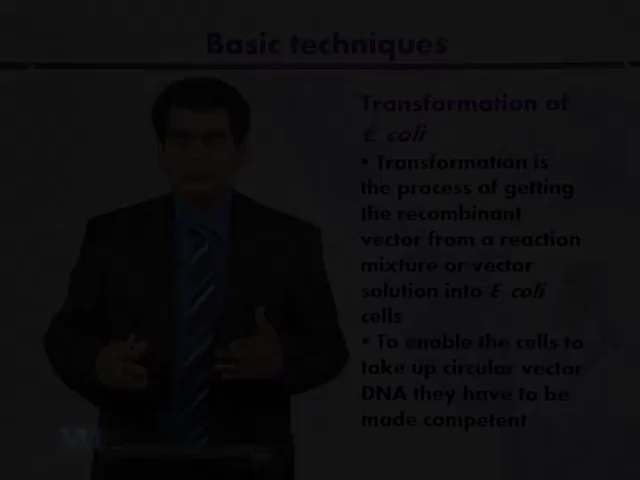 Basic techniques
Transformation of
E coli
• Transformation is
the process of getting
the recombinant
vector from a reaction
mixture or vector
solution into E coli
cells
• To enable the cells to
take up circular vector
DNA they have to be
made competent